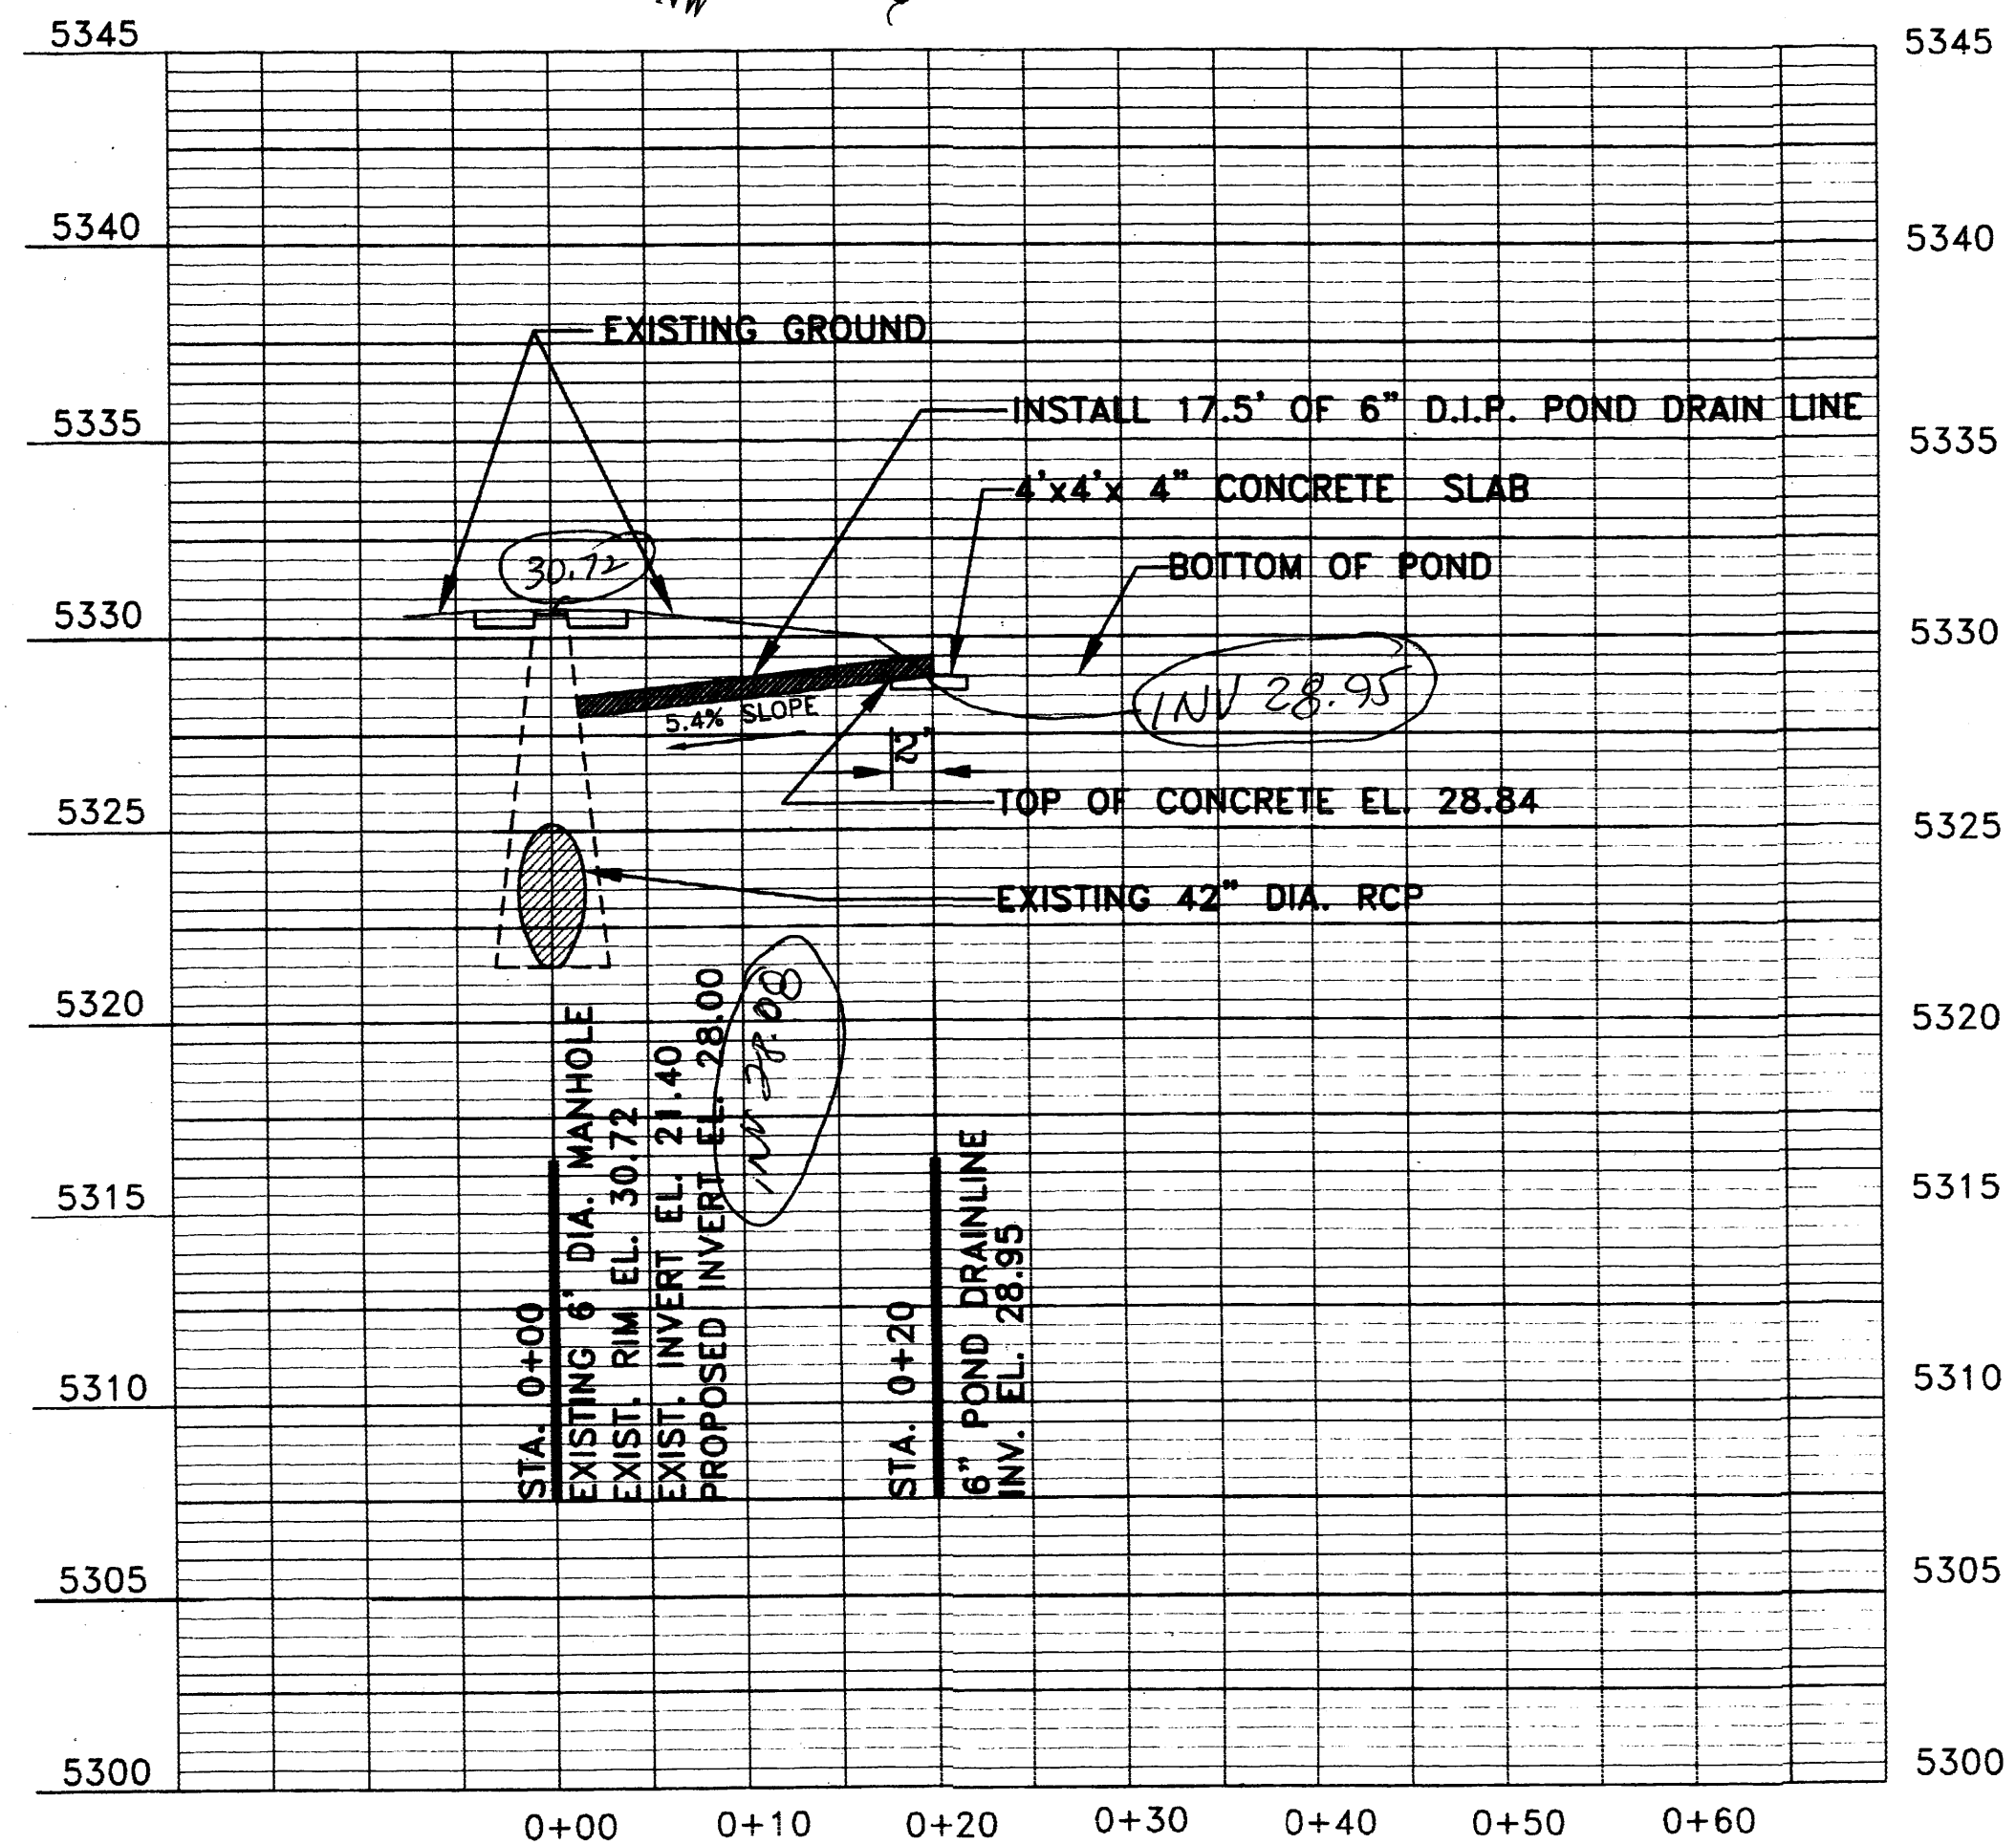 NW
5345 5345
5340 5340
EXISTING GROUND
INSTALL 17.5' OF 6" D.I.P. POND DRAIN LINE
5335 5335
4'x4'x 4" CONCRETE SLAB
30.72
BOTTOM OF POND
5330 5330
INV 28.95
5.4% SLOPE
2'
TOP OF CONCRETE EL. 28.84
5325 5325
EXISTING 42" DIA. RCP
5320 5320
STA. 0+00
EXISTING 6' DIA. MANHOLE
EXIST. RIM EL. 30.72
EXIST. INVERT EL. 21.40
PROPOSED INVERT EL. 28.00
INV 28.08
STA. 0+20
6" POND DRAINLINE
INV. EL. 28.95
5315 5315
5310 5310
5305 5305
5300 5300
0+00 0+10 0+20 0+30 0+40 0+50 0+60